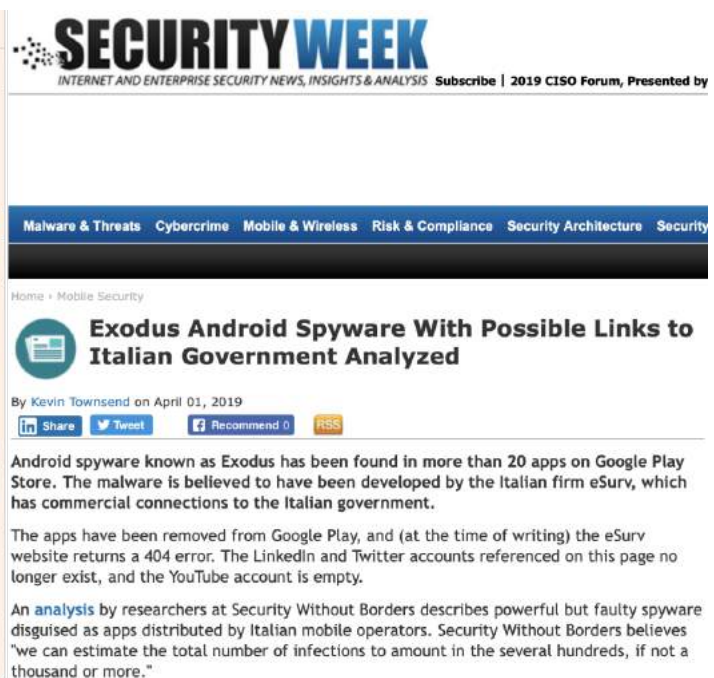 SECURITYWEEK
INTERNET AND ENTERPRISE SECURITY NEWS, INSIGHTS & ANALYSIS Subscribe | 2019 CISO Forum, Presented by
Malware & Threats Cybercrime Mobile & Wireless Risk & Compliance Security Architecture Security
Home › Mobile Security
Exodus Android Spyware With Possible Links to
Italian Government Analyzed
By Kevin Townsend on April 01, 2019
in Share Tweet f Recommend 0 RSS
Android spyware known as Exodus has been found in more than 20 apps on Google Play
Store. The malware is believed to have been developed by the Italian firm eSurv, which
has commercial connections to the Italian government.
The apps have been removed from Google Play, and (at the time of writing) the eSurv
website returns a 404 error. The LinkedIn and Twitter accounts referenced on this page no
longer exist, and the YouTube account is empty.
An analysis by researchers at Security Without Borders describes powerful but faulty spyware
disguised as apps distributed by Italian mobile operators. Security Without Borders believes
"we can estimate the total number of infections to amount in the several hundreds, if not a
thousand or more."